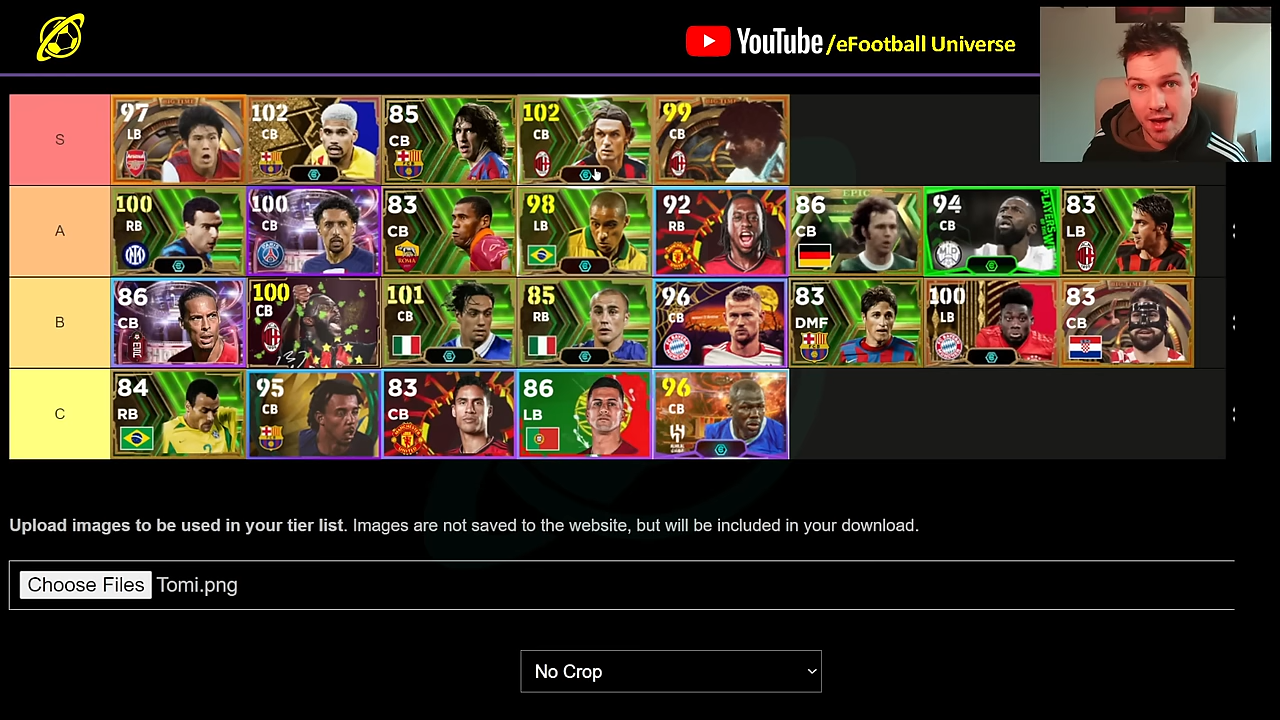 YouTube /eFootball Universe
S
97 LB
102 CB
85 CB
102 CB
99 CB
A
100 RB
100 CB
83 CB ROMA
98 LB
92 RB
EPIC 86 CB
94 CB PLAYERS
83 LB
B
86 CB
100 CB
101 CB
85 RB
96 CB
83 DMF
100 LB
83 CB
C
84 RB
95 CB
83 CB
86 LB
96 CB
Upload images to be used in your tier list. Images are not saved to the website, but will be included in your download.
Choose Files Tomi.png
No Crop